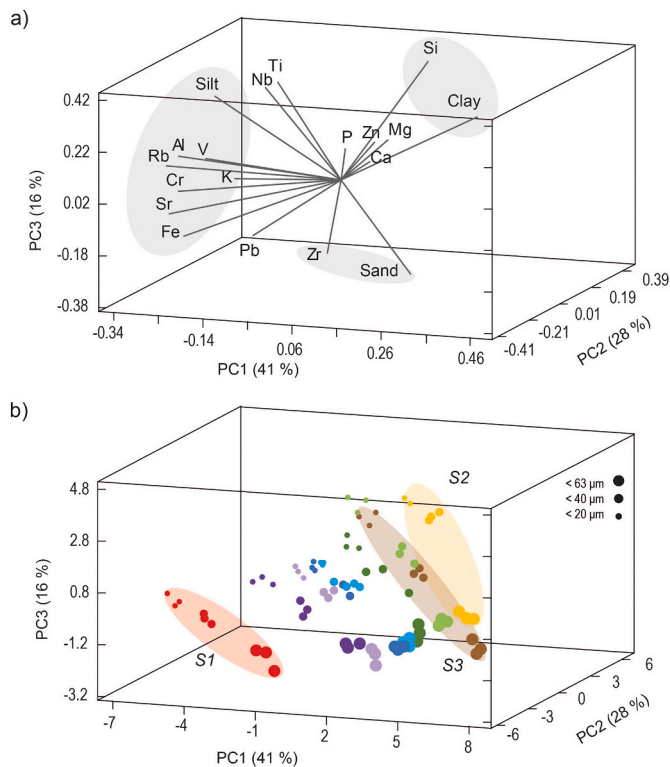 a)
Si
Ti
Nb
Silt
Clay
P
Zn
Mg
Ca
Al
V
Rb
Cr
K
Sr
Fe
Pb
Zr
Sand
0.42
0.22
0.02
-0.18
-0.38
PC3 (16 %)
-0.34
-0.14
0.06
0.26
0.46
PC1 (41 %)
-0.41
-0.21
0.01
0.19
0.39
PC2 (28 %)
b)
S2
< 63 µm
< 40 µm
< 20 µm
S1
S3
4.8
2.8
0.8
-1.2
-3.2
PC3 (16 %)
-7
-4
-1
2
5
8
PC1 (41 %)
-6
-3
0
3
6
PC2 (28 %)